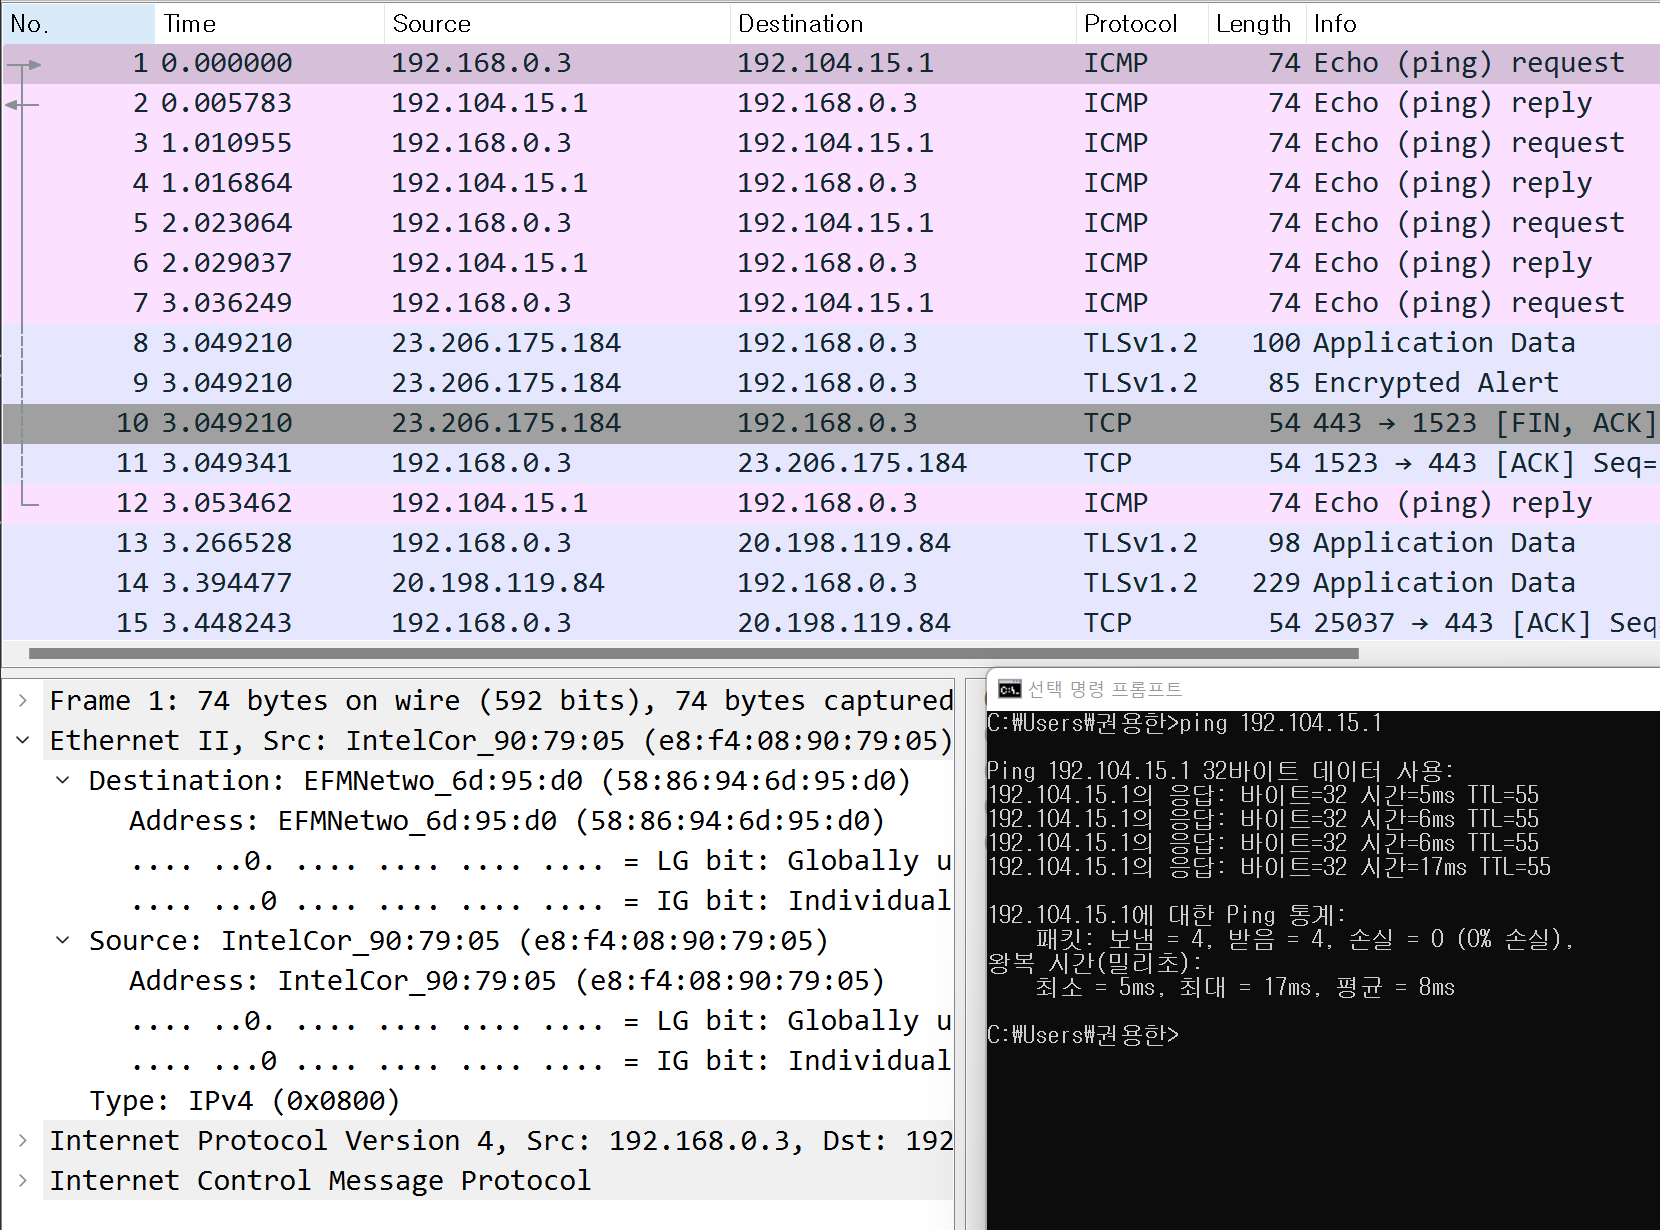 No. Time Source Destination Protocol Length Info
1 0.000000 192.168.0.3 192.104.15.1 ICMP 74 Echo (ping) request
2 0.005783 192.104.15.1 192.168.0.3 ICMP 74 Echo (ping) reply
3 1.010955 192.168.0.3 192.104.15.1 ICMP 74 Echo (ping) request
4 1.016864 192.104.15.1 192.168.0.3 ICMP 74 Echo (ping) reply
5 2.023064 192.168.0.3 192.104.15.1 ICMP 74 Echo (ping) request
6 2.029037 192.104.15.1 192.168.0.3 ICMP 74 Echo (ping) reply
7 3.036249 192.168.0.3 192.104.15.1 ICMP 74 Echo (ping) request
8 3.049210 23.206.175.184 192.168.0.3 TLSv1.2 100 Application Data
9 3.049210 23.206.175.184 192.168.0.3 TLSv1.2 85 Encrypted Alert
10 3.049210 23.206.175.184 192.168.0.3 TCP 54 443 → 1523 [FIN, ACK]
11 3.049341 192.168.0.3 23.206.175.184 TCP 54 1523 → 443 [ACK] Seq=
12 3.053462 192.104.15.1 192.168.0.3 ICMP 74 Echo (ping) reply
13 3.266528 192.168.0.3 20.198.119.84 TLSv1.2 98 Application Data
14 3.394477 20.198.119.84 192.168.0.3 TLSv1.2 229 Application Data
15 3.448243 192.168.0.3 20.198.119.84 TCP 54 25037 → 443 [ACK] Seq
Frame 1: 74 bytes on wire (592 bits), 74 bytes captured
Ethernet II, Src: IntelCor_90:79:05 (e8:f4:08:90:79:05)
Destination: EFMNetwo_6d:95:d0 (58:86:94:6d:95:d0)
Address: EFMNetwo_6d:95:d0 (58:86:94:6d:95:d0)
.... ..0. .... .... .... .... = LG bit: Globally u
.... ...0 .... .... .... .... = IG bit: Individual
Source: IntelCor_90:79:05 (e8:f4:08:90:79:05)
Address: IntelCor_90:79:05 (e8:f4:08:90:79:05)
.... ..0. .... .... .... .... = LG bit: Globally u
.... ...0 .... .... .... .... = IG bit: Individual
Type: IPv4 (0x0800)
Internet Protocol Version 4, Src: 192.168.0.3, Dst: 192
Internet Control Message Protocol
선택 명령 프롬프트
C:₩Users₩권용한>ping 192.104.15.1
Ping 192.104.15.1 32바이트 데이터 사용:
192.104.15.1의 응답: 바이트=32 시간=5ms TTL=55
192.104.15.1의 응답: 바이트=32 시간=6ms TTL=55
192.104.15.1의 응답: 바이트=32 시간=6ms TTL=55
192.104.15.1의 응답: 바이트=32 시간=17ms TTL=55
192.104.15.1에 대한 Ping 통계:
패킷: 보냄 = 4, 받음 = 4, 손실 = 0 (0% 손실),
왕복 시간(밀리초):
최소 = 5ms, 최대 = 17ms, 평균 = 8ms
C:₩Users₩권용한>